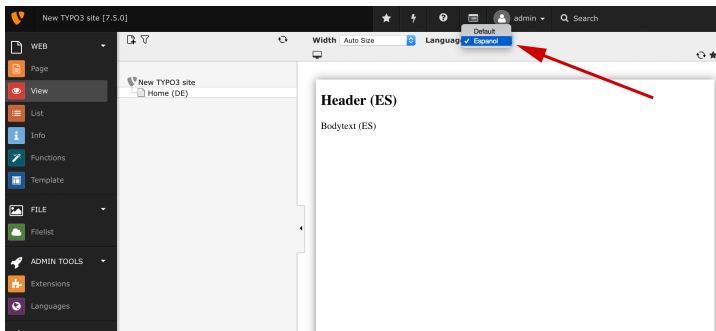 New TYPO3 site [7.5.0]
admin
Search
WEB
Page
View
List
Info
Functions
Template
FILE
Filelist
ADMIN TOOLS
Extensions
Languages
New TYPO3 site
Home (DE)
Width Auto Size Languag
Default
✓ Espanol
Header (ES)
Bodytext (ES)